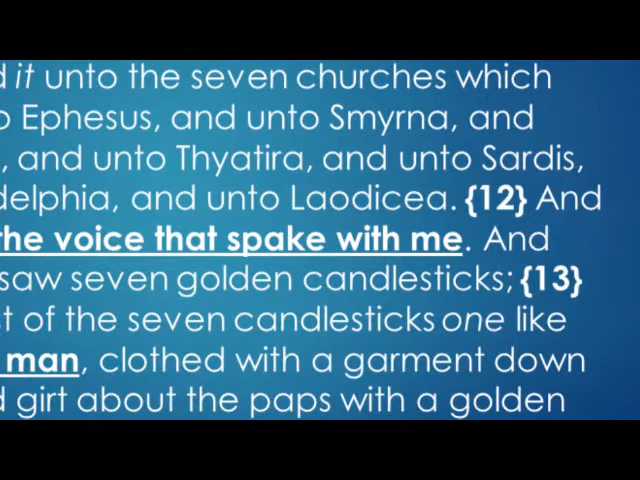 it unto the seven churches which
Ephesus, and unto Smyrna, and
, and unto Thyatira, and unto Sardis,
delphia, and unto Laodicea. {12} And
the voice that spake with me. And
saw seven golden candlesticks; {13}
of the seven candlesticks one like
man, clothed with a garment down
girt about the paps with a golden